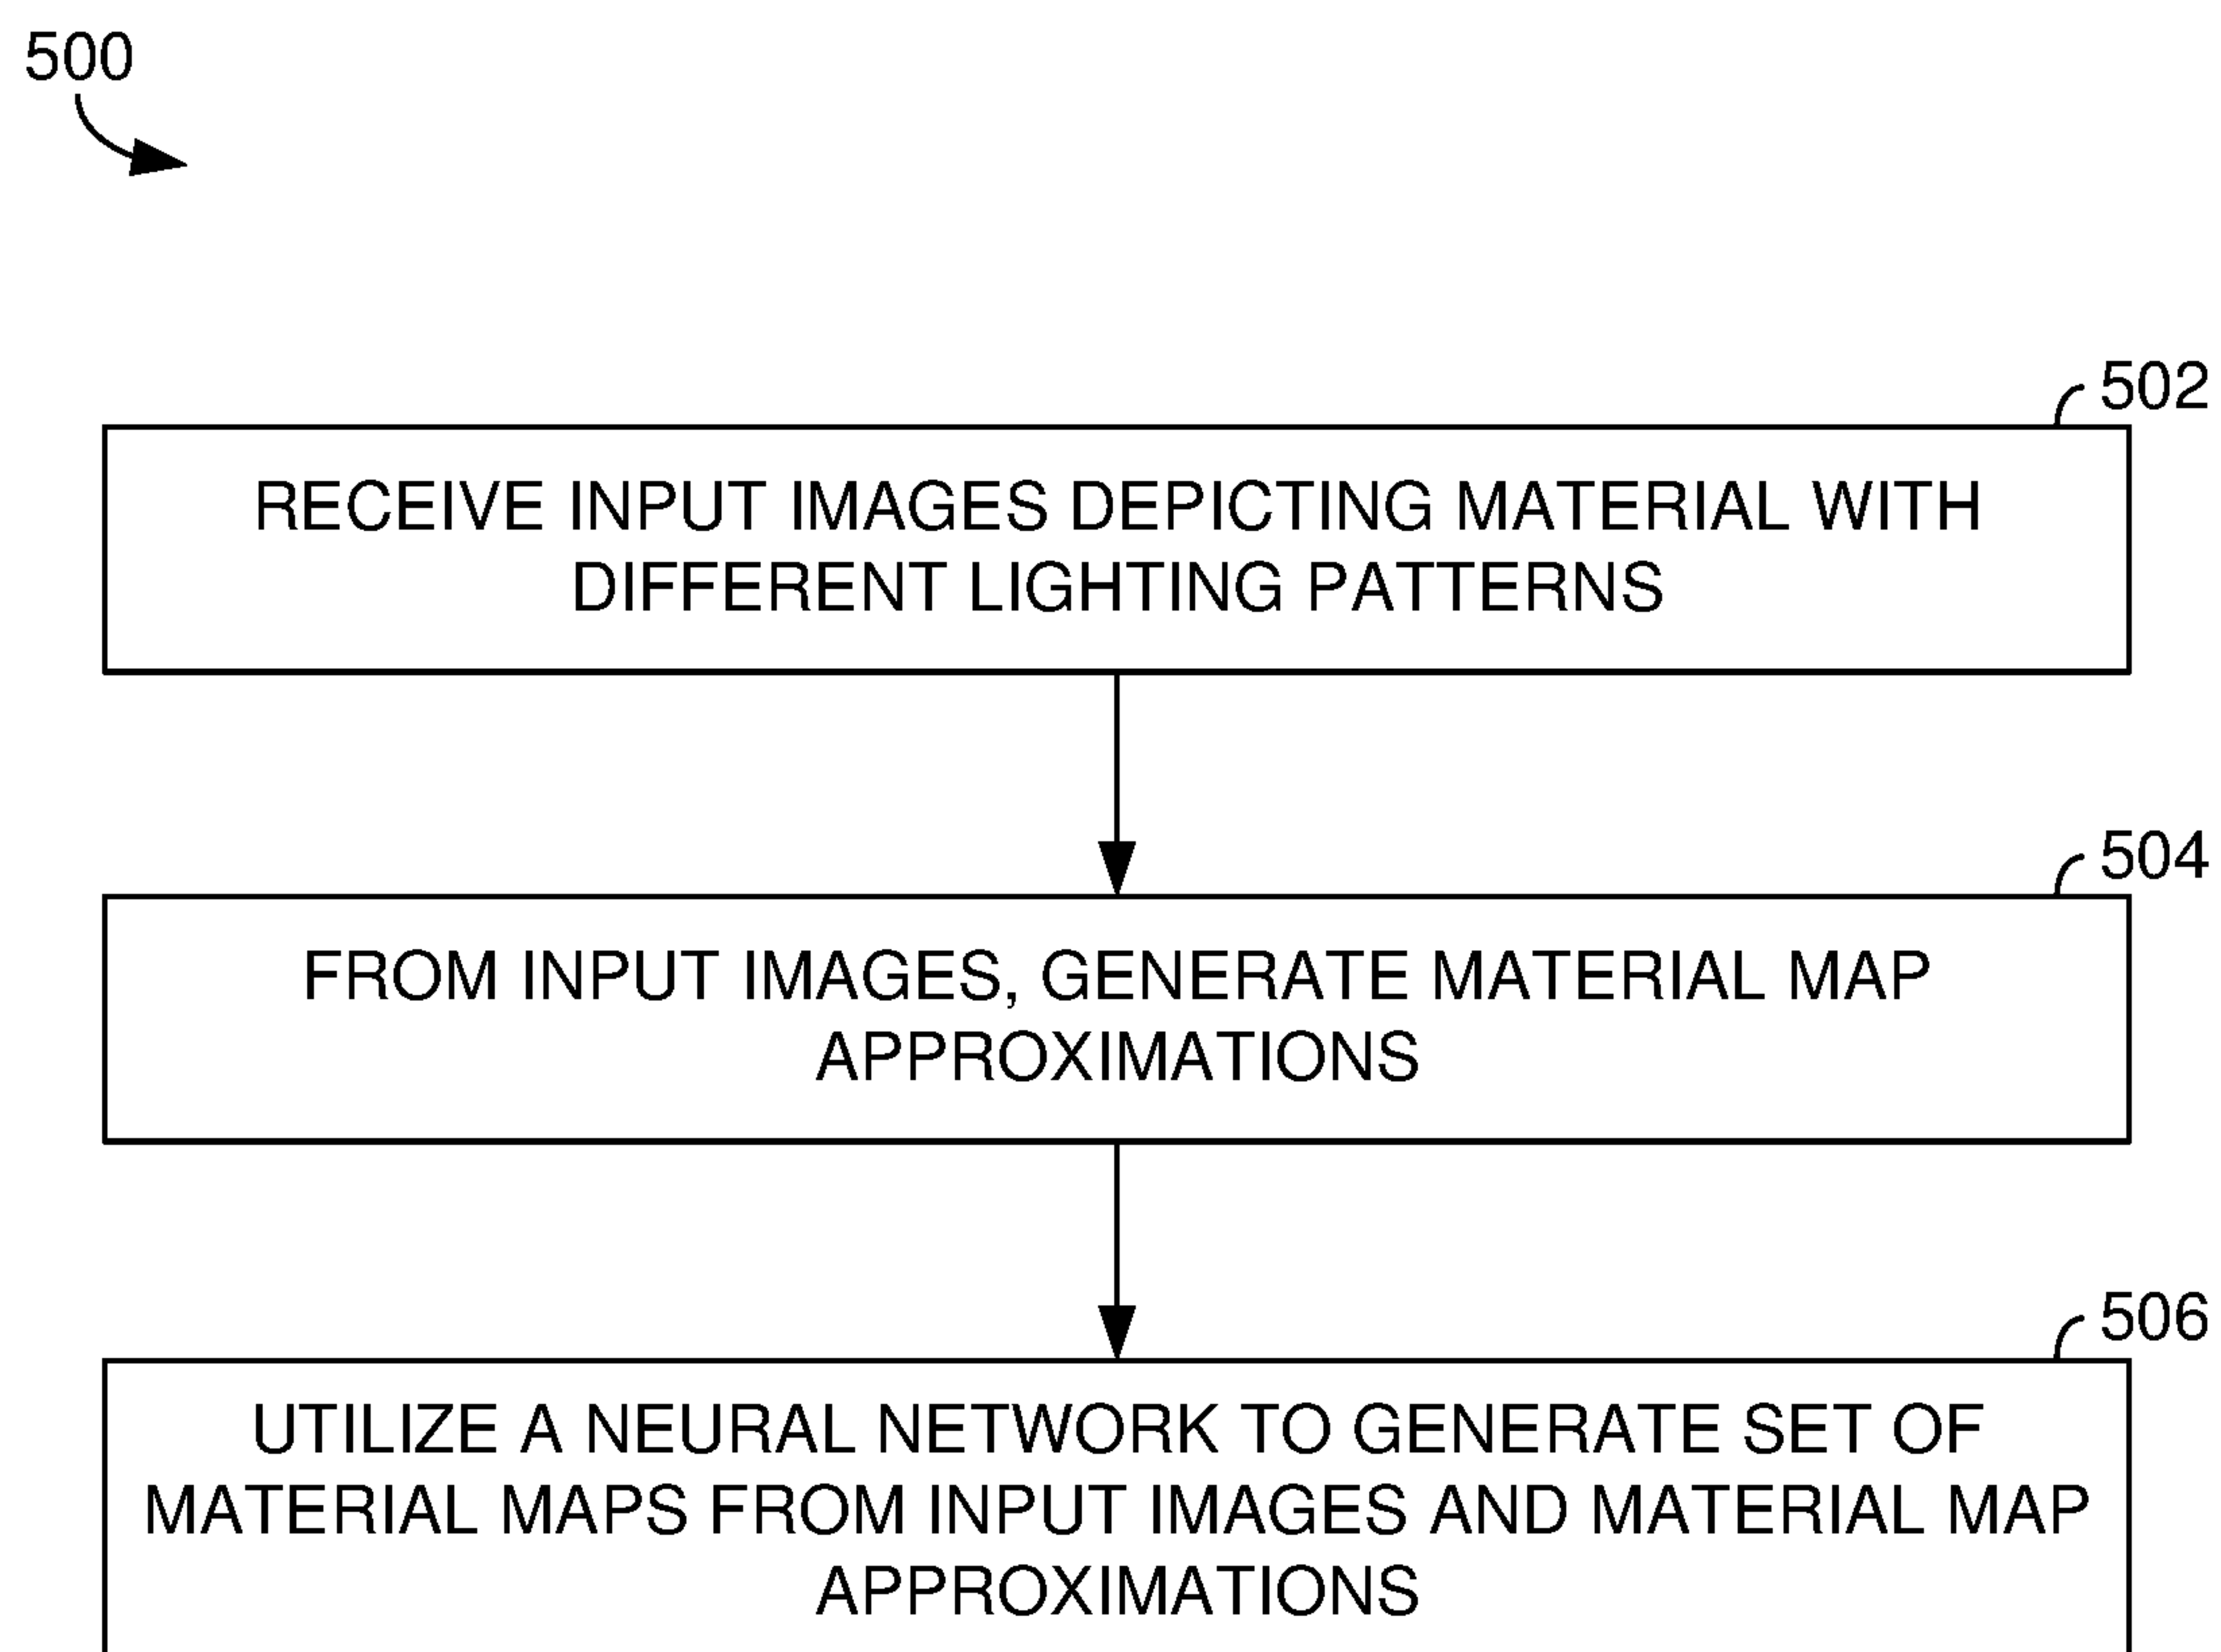 500
502
RECEIVE INPUT IMAGES DEPICTING MATERIAL WITH
DIFFERENT LIGHTING PATTERNS
504
FROM INPUT IMAGES, GENERATE MATERIAL MAP
APPROXIMATIONS
506
UTILIZE A NEURAL NETWORK TO GENERATE SET OF
MATERIAL MAPS FROM INPUT IMAGES AND MATERIAL MAP
APPROXIMATIONS